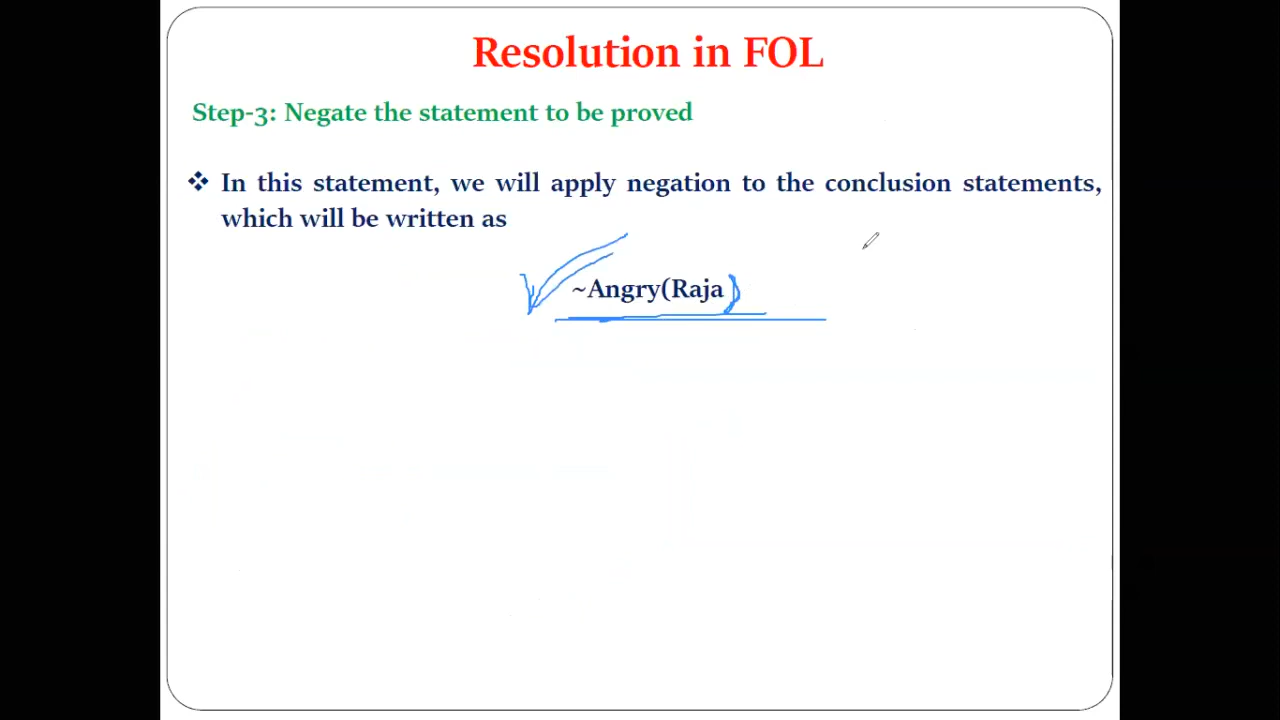 Resolution in FOL
Step-3: Negate the statement to be proved
❖ In this statement, we will apply negation to the conclusion statements,
which will be written as
~Angry(Raja)